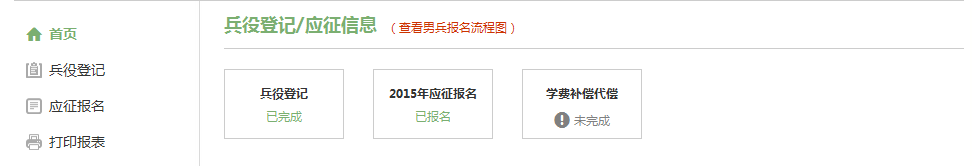 首页
兵役登记
应征报名
打印报表
兵役登记/应征信息 (查看男兵报名流程图)
兵役登记
已完成
2015年应征报名
已报名
学费补偿代偿
未完成